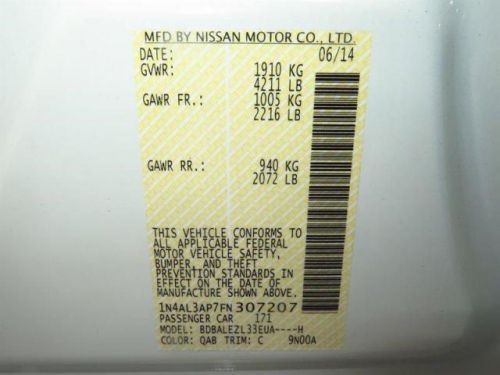 MFD BY NISSAN MOTOR CO., LTD.
DATE: 06/14
GVWR: 1910 KG
4211 LB
GAWR FR.: 1005 KG
2216 LB
GAWR RR.: 940 KG
2072 LB
THIS VEHICLE CONFORMS TO
ALL APPLICABLE FEDERAL
MOTOR VEHICLE SAFETY,
BUMPER, AND THEFT
PREVENTION STANDARDS IN
EFFECT ON THE DATE OF
MANUFACTURE SHOWN ABOVE.
1N4AL3AP7FN307207
PASSENGER CAR 171
MODEL: BDBALEZL33EUA----H
COLOR: QAB TRIM: C 9N00A